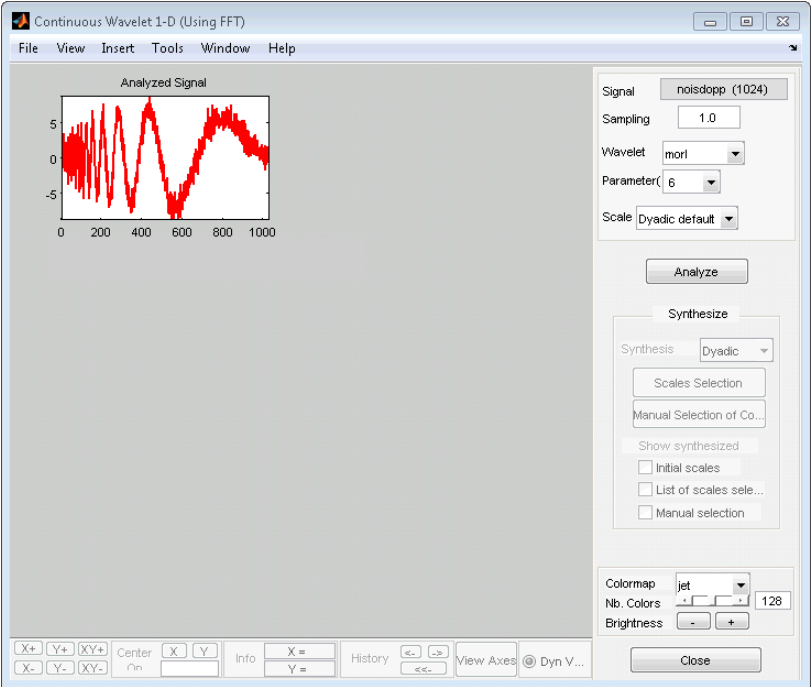 Continuous Wavelet 1-D (Using FFT)
File View Insert Tools Window Help
Analyzed Signal
5
0
-5
0 200 400 600 800 1000
Signal noisdopp (1024)
Sampling 1.0
Wavelet morl
Parameter( 6
Scale Dyadic default
Analyze
Synthesize
Synthesis Dyadic
Scales Selection
Manual Selection of Co...
Show synthesized
Initial scales
List of scales sele...
Manual selection
Colormap jet
Nb. Colors 128
Brightness - +
Close
X+ Y+ XY+
X- Y- XY-
Center X Y
On
Info X =
Y =
History <- ->
<<-
View Axes
Dyn V...